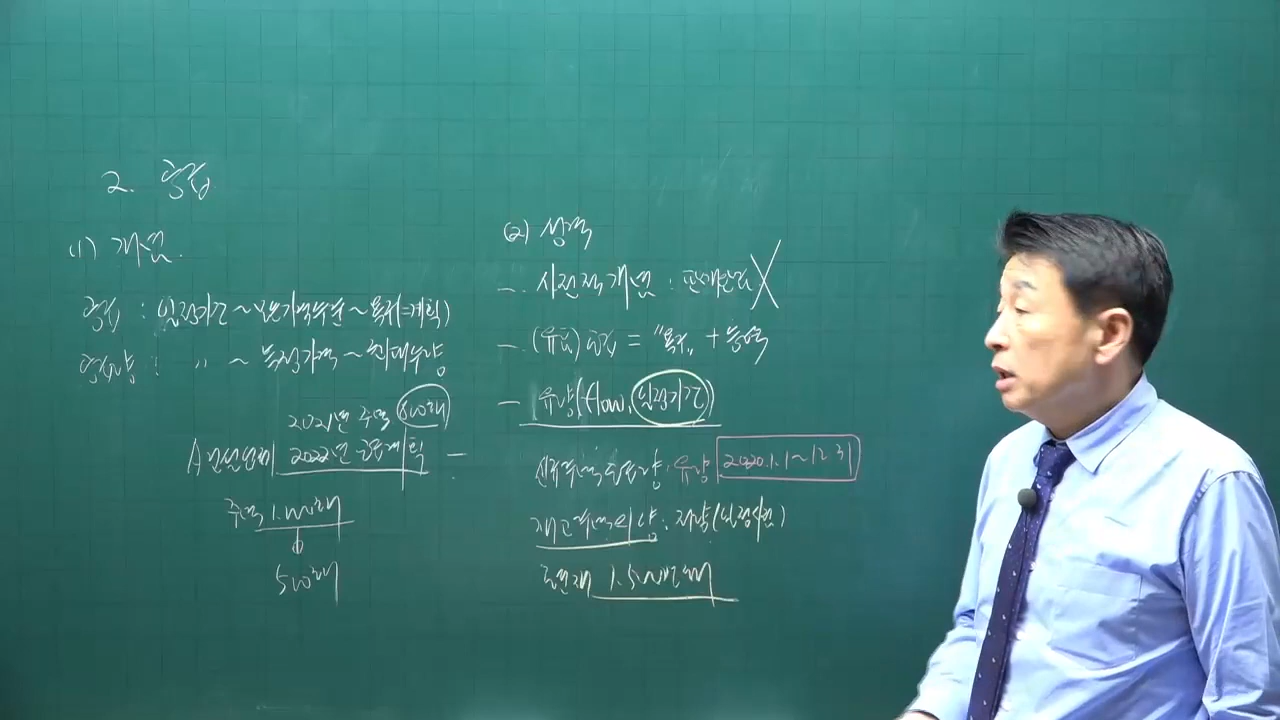 2. 공급
(1) 개념.
공급 : 일정기간 ~ 모든가격수준 ~ 욕구(=계획)
공급량 : 〃 ~ 특정가격 ~ 최대수량
2021년 주택 800채
A건설업체 2022년 공급계획
주택 1,000채
500채
(2) 성격
- 사전적개념 : 판매완료 X
- (유효)공급 = "욕구" + 능력
- 유량(flow, 일정기간)
신규주택공급량 : 유량 2020.1.1~12.31
재고주택의 양 : 저량(일정시점)
현재 1,500만채